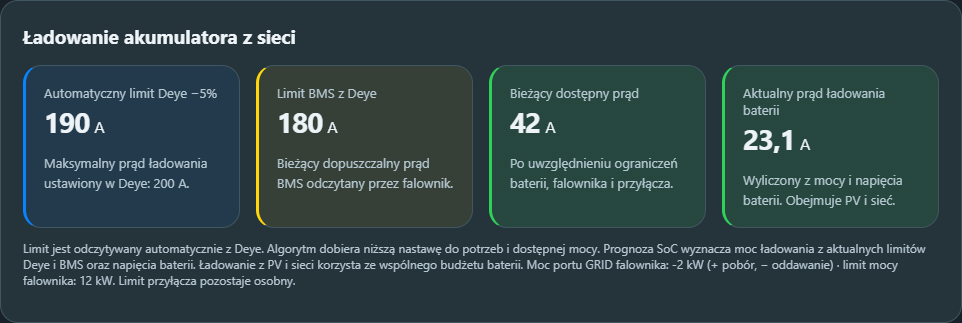 Ładowanie akumulatora z sieci
Automatyczny limit Deye −5%
190 A
Maksymalny prąd ładowania
ustawiony w Deye: 200 A.
Limit BMS z Deye
180 A
Bieżący dopuszczalny prąd
BMS odczytany przez falownik.
Bieżący dostępny prąd
42 A
Po uwzględnieniu ograniczeń
baterii, falownika i przyłącza.
Aktualny prąd ładowania
baterii
23,1 A
Wyliczony z mocy i napięcia
baterii. Obejmuje PV i sieć.
Limit jest odczytywany automatycznie z Deye. Algorytm dobiera niższą nastawę do potrzeb i dostępnej mocy. Prognoza SoC wyznacza moc ładowania z aktualnych limitów
Deye i BMS oraz napięcia baterii. Ładowanie z PV i sieci korzysta ze wspólnego budżetu baterii. Moc portu GRID falownika: -2 kW (+ pobór, − oddawanie) · limit mocy
falownika: 12 kW. Limit przyłącza pozostaje osobny.